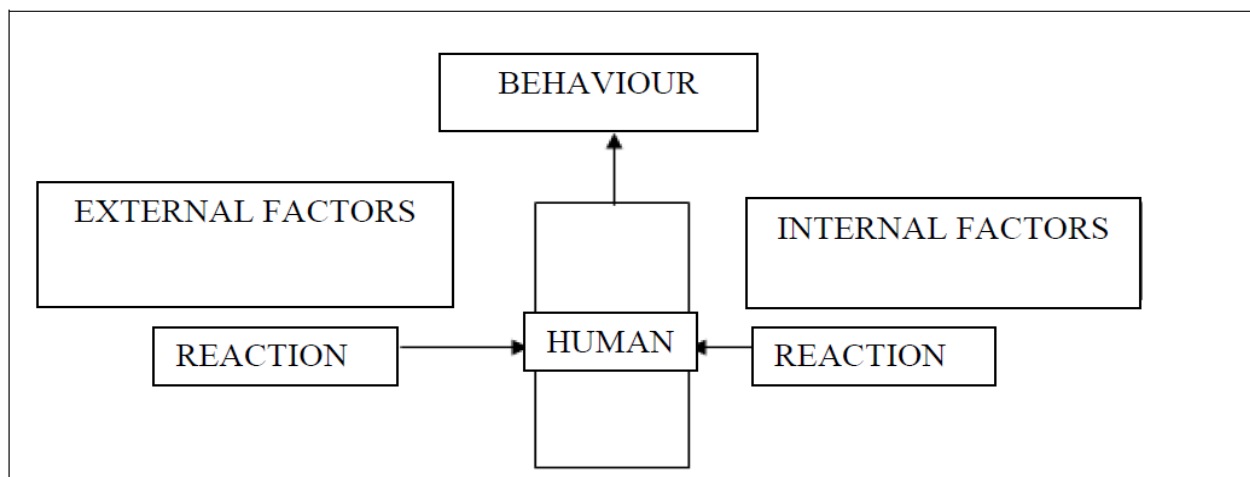 BEHAVIOUR
EXTERNAL FACTORS
INTERNAL FACTORS
REACTION
HUMAN
REACTION